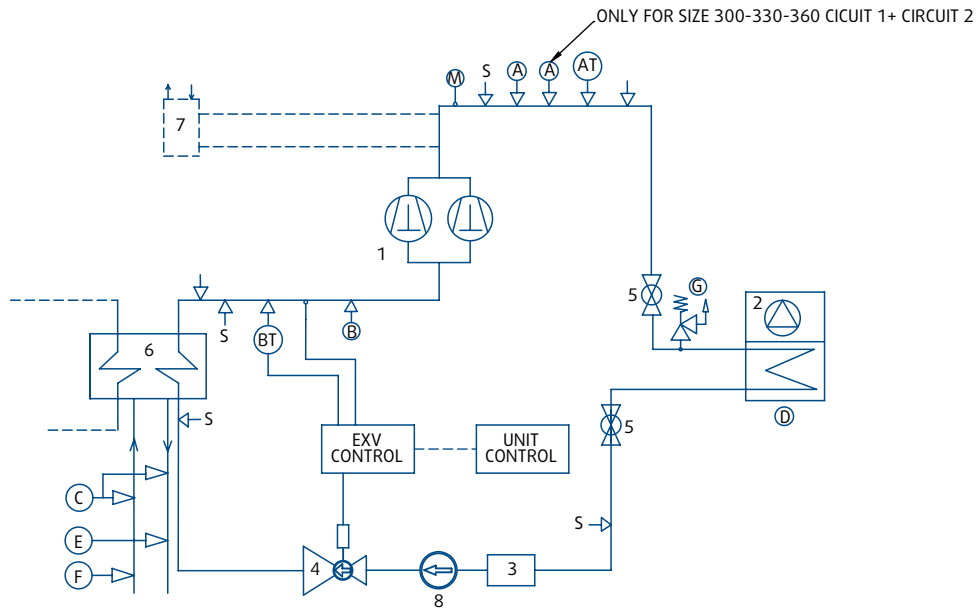 ONLY FOR SIZE 300-330-360 CICUIT 1+ CIRCUIT 2
M
S
A
A
AT
7
1
5
G
2
6
S
BT
B
D
S
EXV
CONTROL
UNIT
CONTROL
5
C
E
F
S
4
3
8